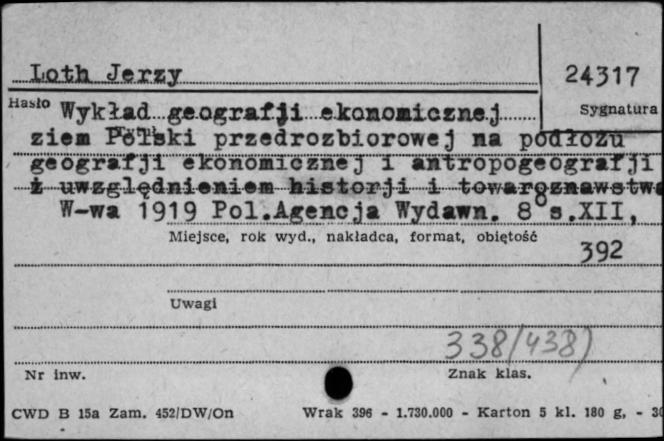 Loth Jerzy
24317
Hasło Wykład geografji ekonomicznej
Sygnatura
ziem Polski przedrozbiorowej na podłożu
geografji ekonomicznej i antropogeografji
z uwzględnieniem historji i towaroznawstwa
W-wa 1919 Pol.Agencja Wydawn. 8° s.XII,
Miejsce, rok wyd., nakładca, format, objętość
392
Uwagi
338/438)
Nr inw.
Znak klas.
CWD B 15a Zam. 452/DW/On Wrak 396 - 1.730.000 - Karton 5 kl. 180 g, - 30